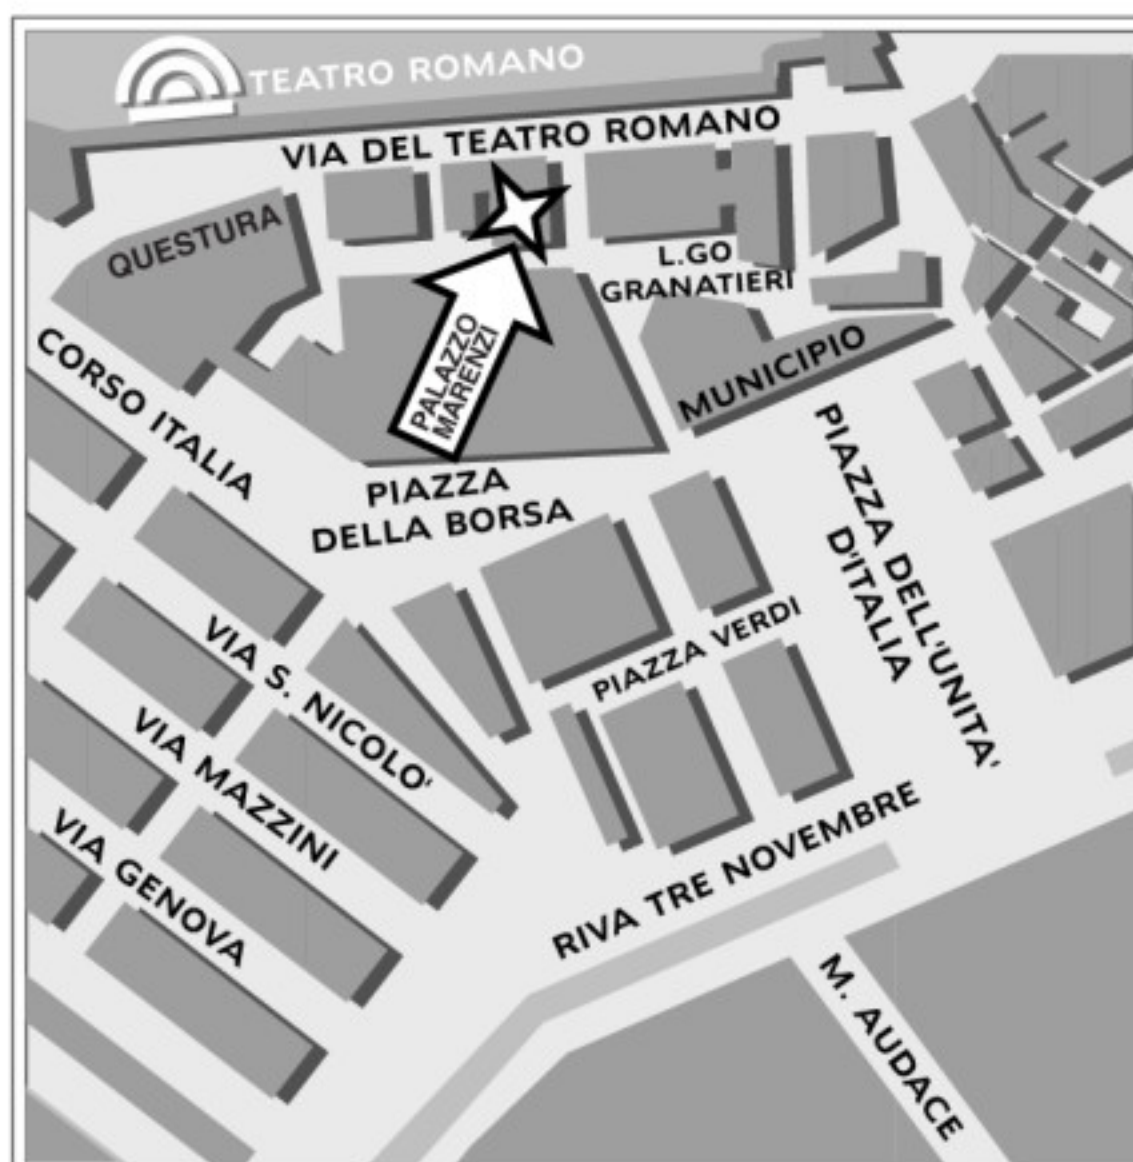 TEATRO ROMANO
VIA DEL TEATRO ROMANO
QUESTURA
L.GO
GRANATIERI
PALAZZO
MARENZI
MUNICIPIO
CORSO ITALIA
PIAZZA
DELLA BORSA
PIAZZA DELL'UNITA'
D'ITALIA
PIAZZA VERDI
VIA S. NICOLO'
VIA MAZZINI
VIA GENOVA
RIVA TRE NOVEMBRE
M. AUDACE